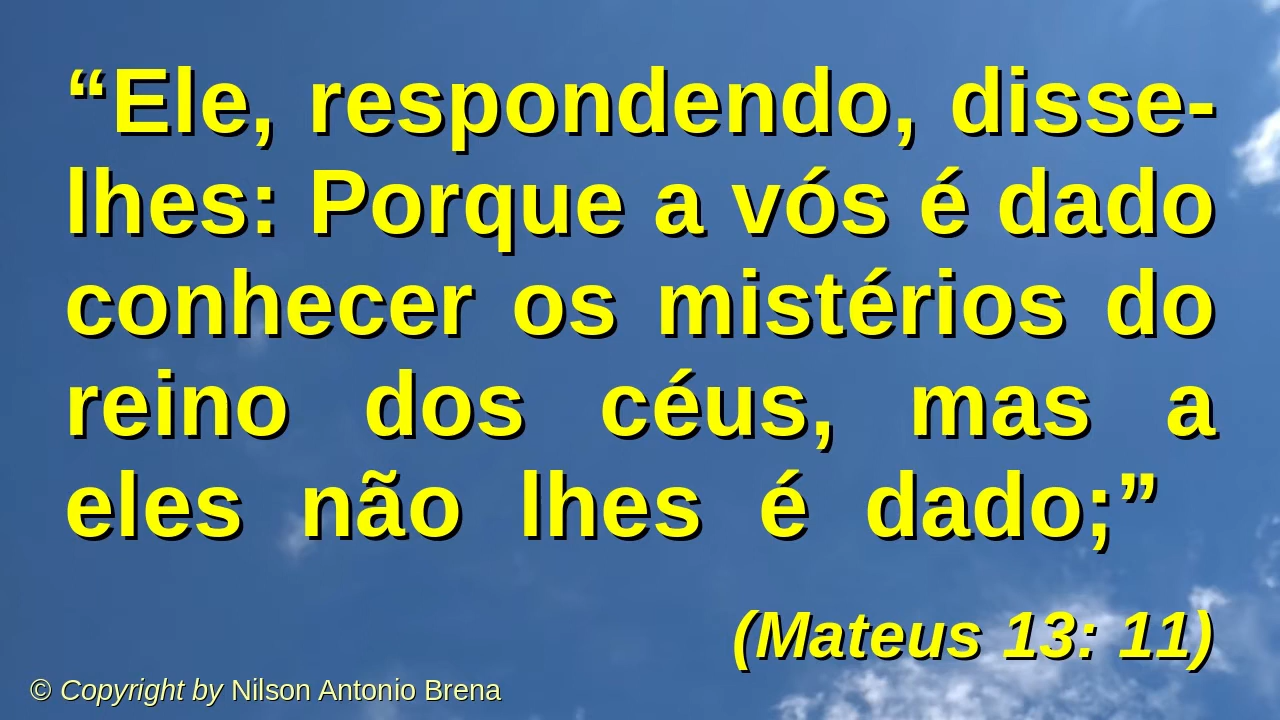 “Ele, respondendo, disse-
lhes: Porque a vós é dado
conhecer os mistérios do
reino dos céus, mas a
eles não lhes é dado;”
(Mateus 13: 11)
© Copyright by Nilson Antonio Brena